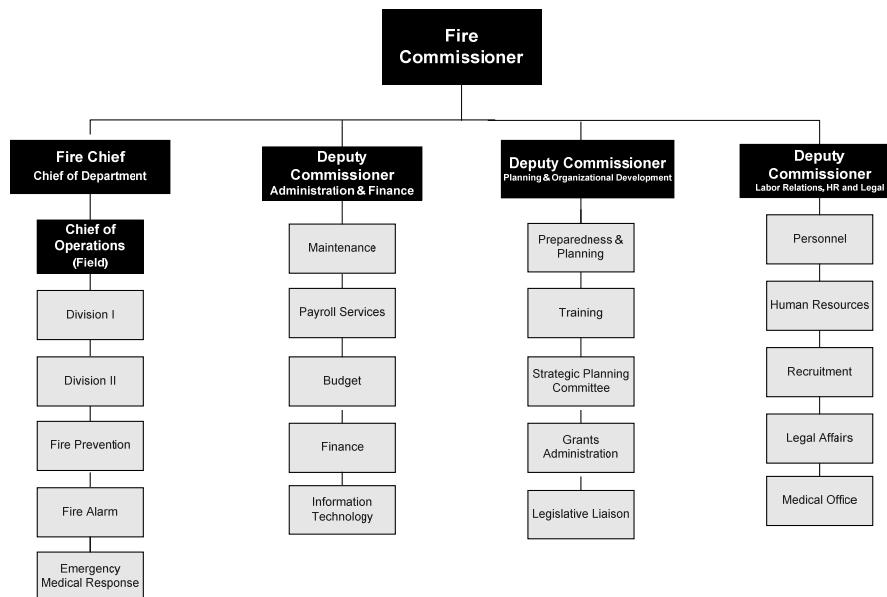 Fire
Commissioner
Fire Chief
Chief of Department
Chief of
Operations
(Field)
Division I
Division II
Fire Prevention
Fire Alarm
Emergency
Medical Response
Deputy
Commissioner
Administration & Finance
Maintenance
Payroll Services
Budget
Finance
Information
Technology
Deputy Commissioner
Planning & Organizational Development
Preparedness &
Planning
Training
Strategic Planning
Committee
Grants
Administration
Legislative Liaison
Deputy
Commissioner
Labor Relations, HR and Legal
Personnel
Human Resources
Recruitment
Legal Affairs
Medical Office